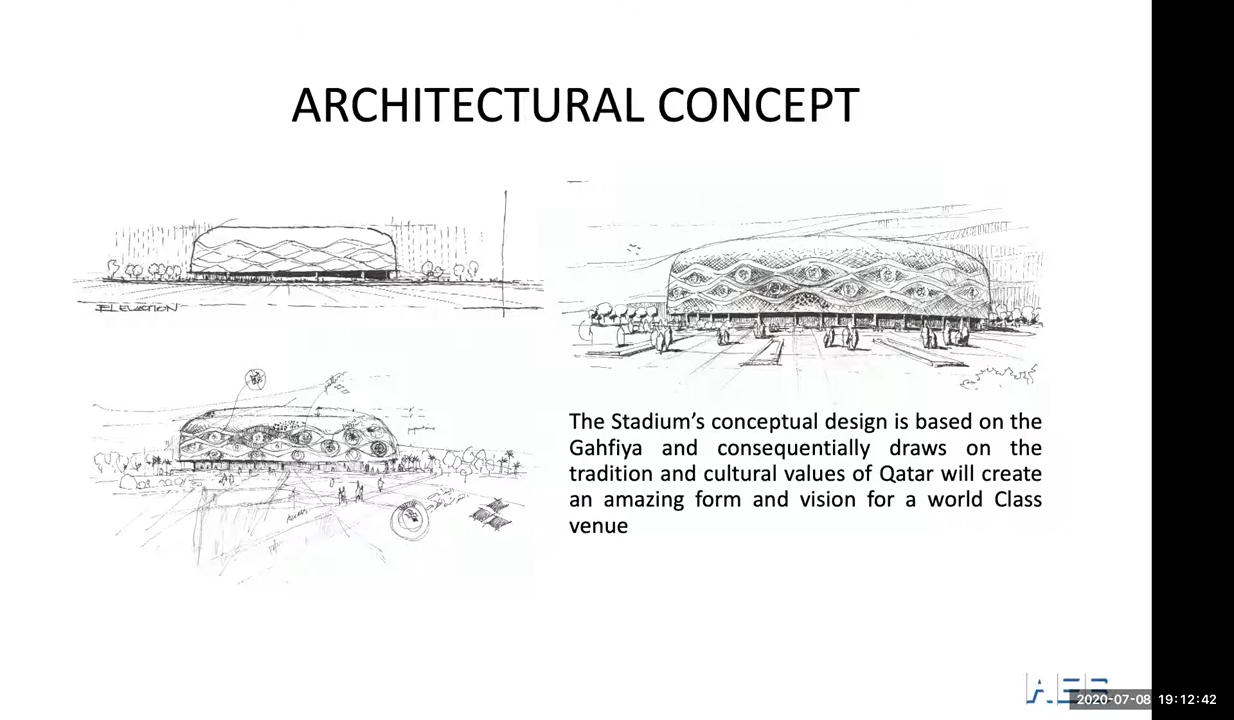 ARCHITECTURAL CONCEPT
ELEVATION
The Stadium’s conceptual design is based on the
Gahfiya and consequentially draws on the
tradition and cultural values of Qatar will create
an amazing form and vision for a world Class
venue
2020-07-08 19:12:42